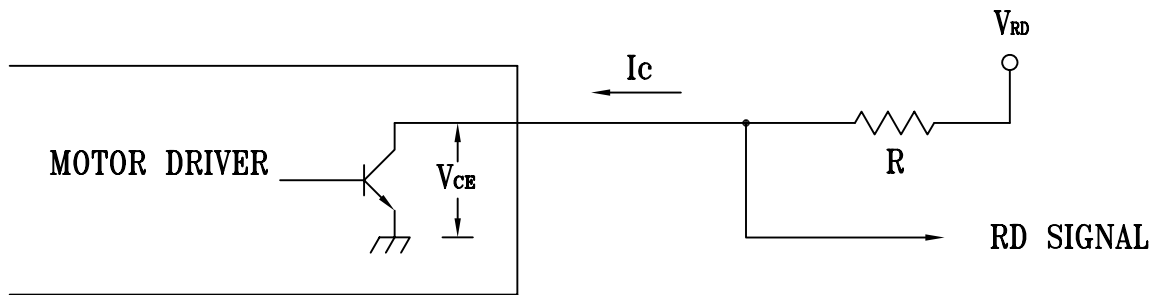 VRD
Ic
MOTOR DRIVER
VCE
R
RD SIGNAL